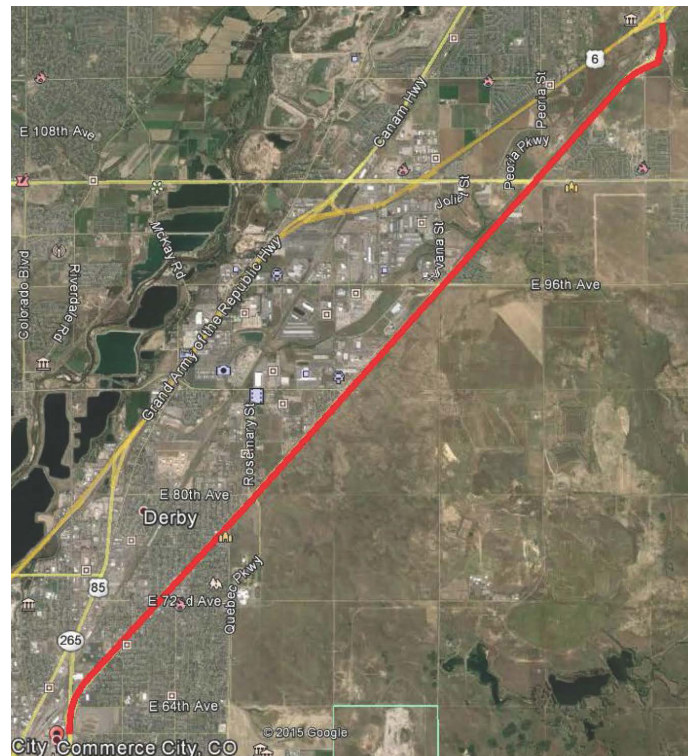 6
Peoria St
Canam Hwy
E 108th Ave
Peoria Pkwy
Joliet St
McKay Rd
Ivana St
Colorado Blvd
Riverdale Rd
Grand Army of the Republic Hwy
E 96th Ave
Rosemary St
E 80th Ave
Derby
85
E 72nd Ave
Quebec Pkwy
265
E 64th Ave
© 2015 Google
City Commerce City, CO